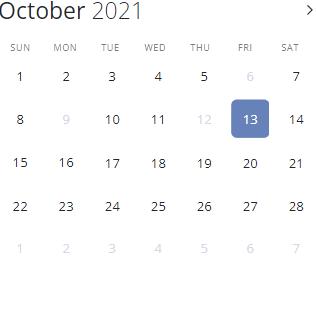 October 2021
SUN MON TUE WED THU FRI SAT
1 2 3 4 5 6 7
8 9 10 11 12 13 14
15 16 17 18 19 20 21
22 23 24 25 26 27 28
1 2 3 4 5 6 7